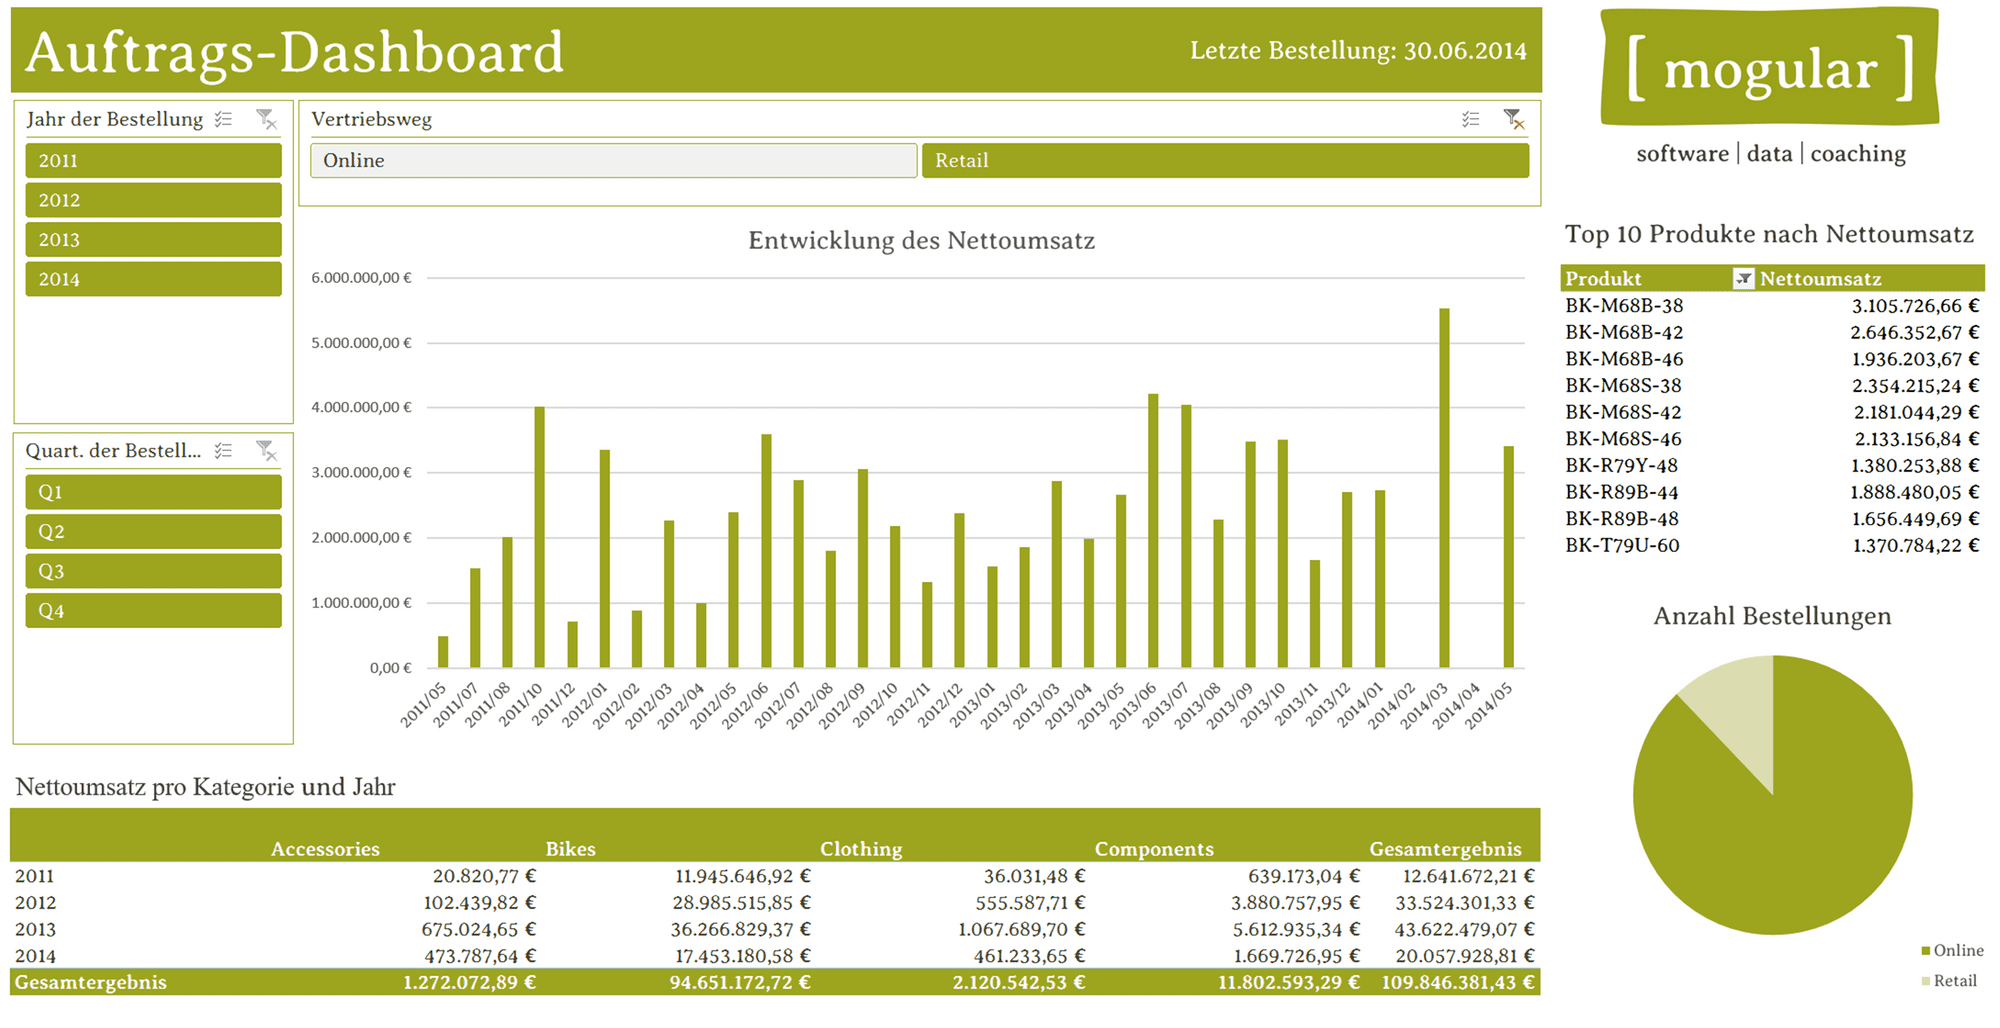 Auftrags-Dashboard
Letzte Bestellung: 30.06.2014
[ mogular ]
software | data | coaching
Jahr der Bestellung
2011
2012
2013
2014
Vertriebsweg
Online
Retail
Quart. der Bestell...
Q1
Q2
Q3
Q4
Entwicklung des Nettoumsatz
6.000.000,00 €
5.000.000,00 €
4.000.000,00 €
3.000.000,00 €
2.000.000,00 €
1.000.000,00 €
0,00 €
2011/05
2011/07
2011/08
2011/10
2011/12
2012/01
2012/02
2012/03
2012/04
2012/05
2012/06
2012/07
2012/08
2012/09
2012/10
2012/11
2012/12
2013/01
2013/02
2013/03
2013/04
2013/05
2013/06
2013/07
2013/08
2013/09
2013/10
2013/11
2013/12
2014/01
2014/02
2014/03
2014/04
2014/05
Top 10 Produkte nach Nettoumsatz
Produkt Nettoumsatz
BK-M68B-38 3.105.726,66 €
BK-M68B-42 2.646.352,67 €
BK-M68B-46 1.936.203,67 €
BK-M68S-38 2.354.215,24 €
BK-M68S-42 2.181.044,29 €
BK-M68S-46 2.133.156,84 €
BK-R79Y-48 1.380.253,88 €
BK-R89B-44 1.888.480,05 €
BK-R89B-48 1.656.449,69 €
BK-T79U-60 1.370.784,22 €
Anzahl Bestellungen
Online
Retail
Nettoumsatz pro Kategorie und Jahr
Accessories Bikes Clothing Components Gesamtergebnis
2011 20.820,77 € 11.945.646,92 € 36.031,48 € 639.173,04 € 12.641.672,21 €
2012 102.439,82 € 28.985.515,85 € 555.587,71 € 3.880.757,95 € 33.524.301,33 €
2013 675.024,65 € 36.266.829,37 € 1.067.689,70 € 5.612.935,34 € 43.622.479,07 €
2014 473.787,64 € 17.453.180,58 € 461.233,65 € 1.669.726,95 € 20.057.928,81 €
Gesamtergebnis 1.272.072,89 € 94.651.172,72 € 2.120.542,53 € 11.802.593,29 € 109.846.381,43 €